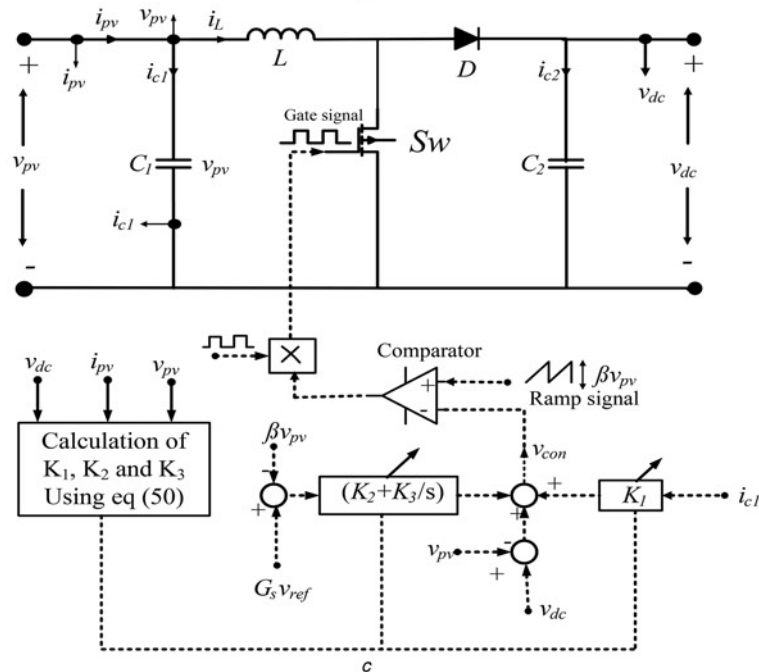 i_pv v_pv i_L
L D
+ i_pv i_c1 i_c2 v_dc +
Gate signal
v_pv C_1 v_pv Sw C_2 v_dc
i_c1
- -
v_dc i_pv v_pv
×
Comparator
+
-
βv_pv
Ramp signal
Calculation of
K_1, K_2 and K_3
Using eq (50)
βv_pv
-
+
(K_2+K_3/s)
v_con
+
+
K_1
i_c1
G_sv_ref
v_pv
-
+
v_dc
c